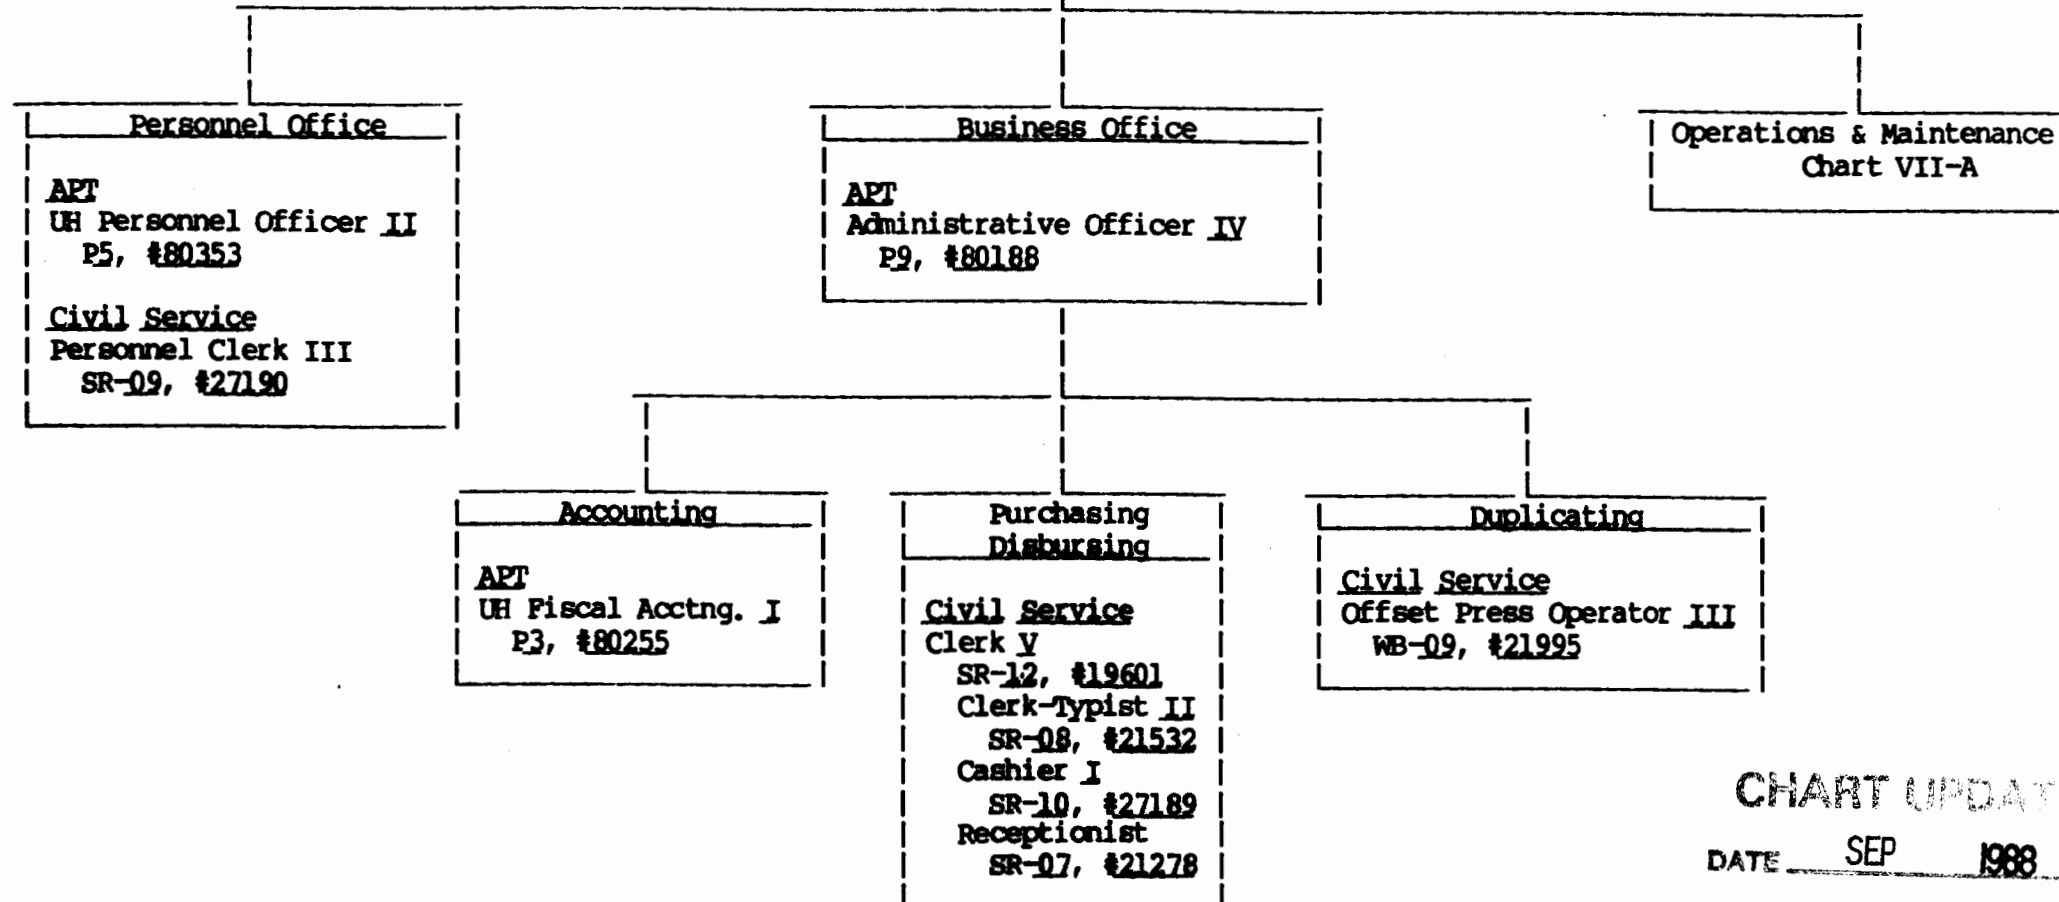 Personnel Office
APT
UH Personnel Officer II
P5, #80353
Civil Service
Personnel Clerk III
SR-09, #27190
Business Office
APT
Administrative Officer IV
P9, #80188
Operations & Maintenance
Chart VII-A
Accounting
APT
UH Fiscal Acctng. I
P3, #80255
Purchasing
Disbursing
Civil Service
Clerk V
SR-12, #19601
Clerk-Typist II
SR-08, #21532
Cashier I
SR-10, #27189
Receptionist
SR-07, #21278
Duplicating
Civil Service
Offset Press Operator III
WB-09, #21995
CHART UPDAT
DATE SEP 1988